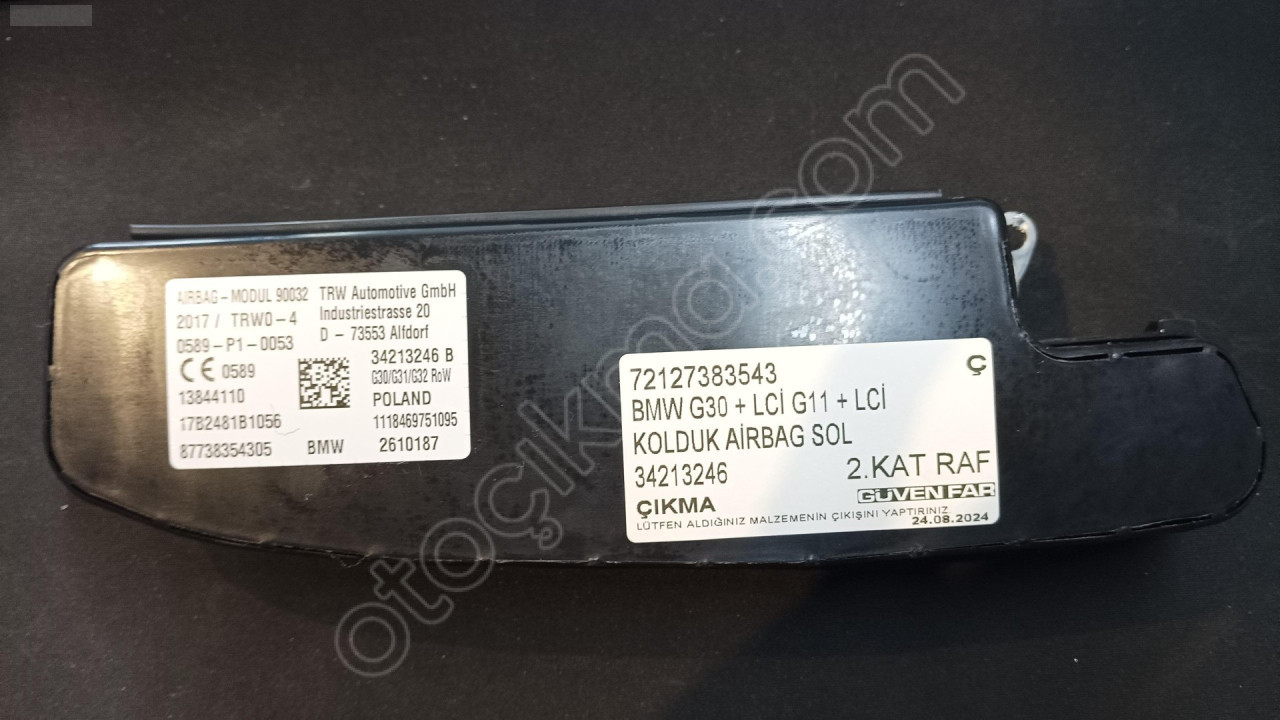 AIRBAG-MODUL 90032 TRW Automotive GmbH
2017 / TRW0-4 Industriestrasse 20
0589-P1-0053 D - 73553 Alfdorf
CE 0589 34213246 B
G30/G31/G32 RoW
13844110 POLAND
17B2481B1056 1118469751095
87738354305 BMW 2610187
72127383543 Ç
BMW G30 + LCİ G11 + LCİ
KOLDUK AİRBAG SOL
34213246 2.KAT RAF
ÇIKMA GÜVEN FAR
LÜTFEN ALDIĞINIZ MALZEMENİN ÇIKIŞINI YAPTIRINIZ
24.08.2024
otoçıkma.com